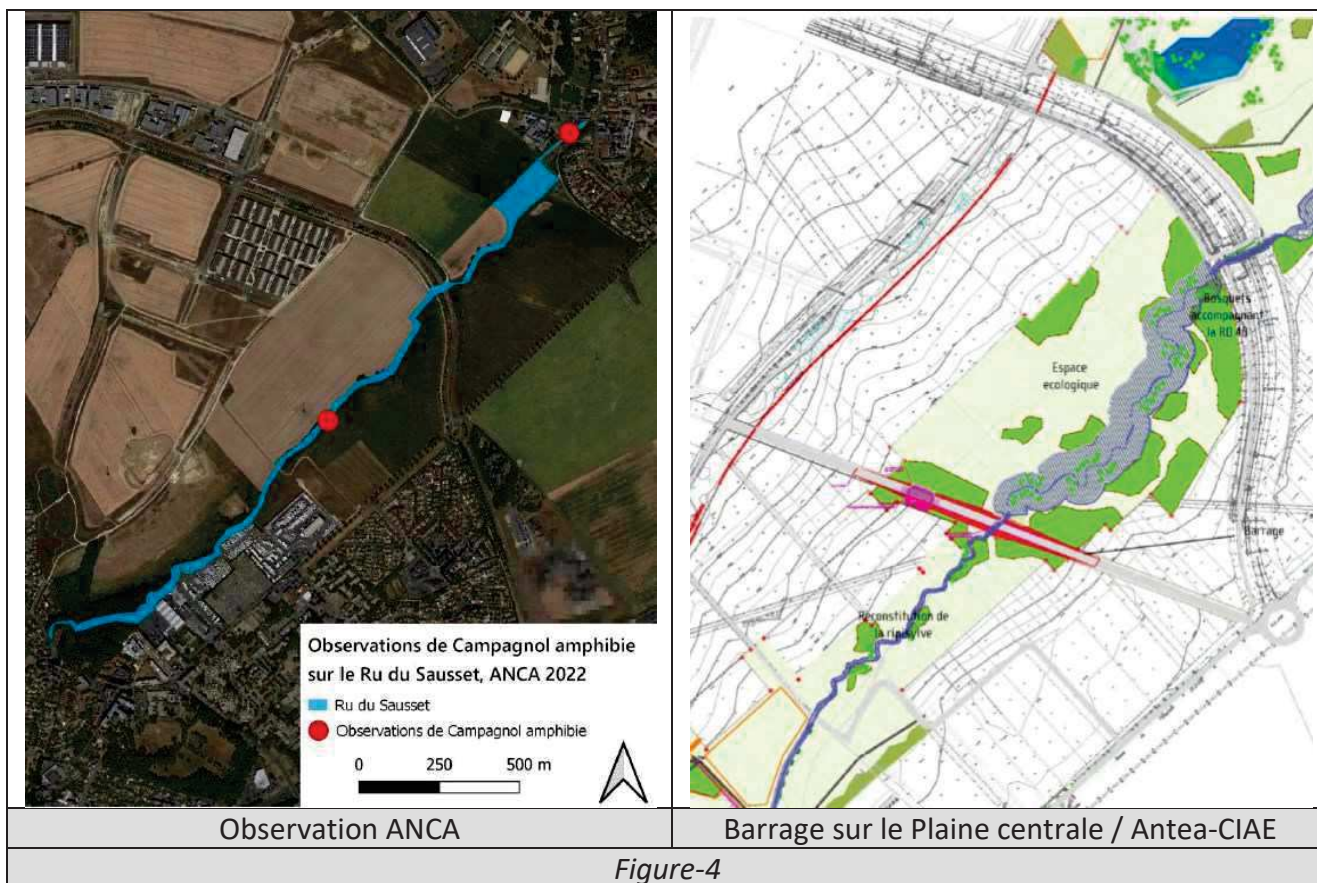 Observations de Campagnol amphibie
sur le Ru du Sausset, ANCA 2022
Ru du Sausset
Observations de Campagnol amphibie
0 250 500 m
Bosquets
accompagnant
la RD 40
Espace
ecologique
Barrage
Reconstitution de
la ripisylve
Observation ANCA
Barrage sur le Plaine centrale / Antea-CIAE
Figure-4